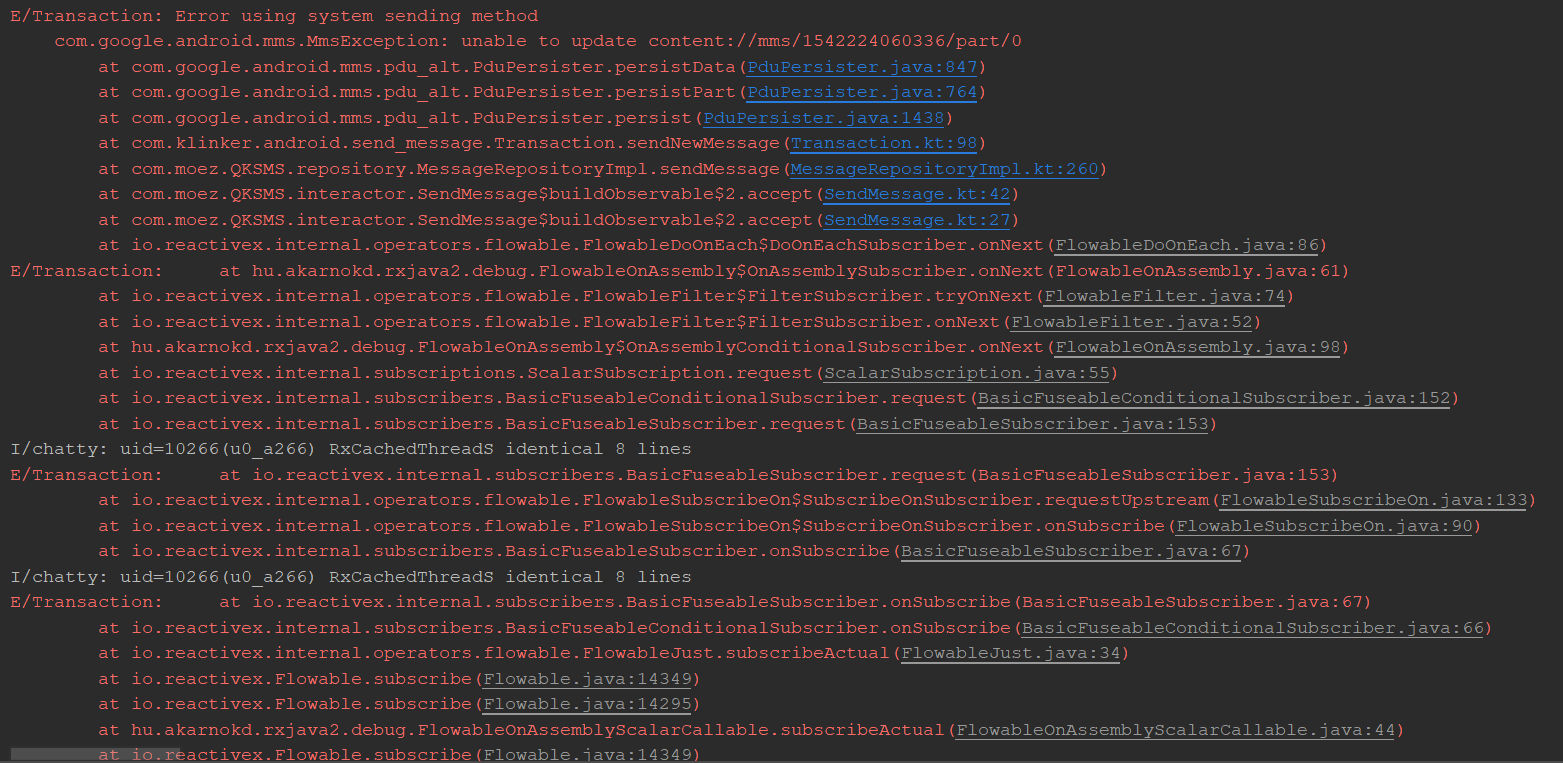 E/Transaction: Error using system sending method
com.google.android.mms.MmsException: unable to update content://mms/1542224060336/part/0
at com.google.android.mms.pdu_alt.PduPersister.persistData(PduPersister.java:847)
at com.google.android.mms.pdu_alt.PduPersister.persistPart(PduPersister.java:764)
at com.google.android.mms.pdu_alt.PduPersister.persist(PduPersister.java:1438)
at com.klinker.android.send_message.Transaction.sendNewMessage(Transaction.kt:98)
at com.moez.QKSMS.repository.MessageRepositoryImpl.sendMessage(MessageRepositoryImpl.kt:260)
at com.moez.QKSMS.interactor.SendMessage$buildObservable$2.accept(SendMessage.kt:42)
at com.moez.QKSMS.interactor.SendMessage$buildObservable$2.accept(SendMessage.kt:27)
at io.reactivex.internal.operators.flowable.FlowableDoOnEach$DoOnEachSubscriber.onNext(FlowableDoOnEach.java:86)
E/Transaction:     at hu.akarnokd.rxjava2.debug.FlowableOnAssembly$OnAssemblySubscriber.onNext(FlowableOnAssembly.java:61)
at io.reactivex.internal.operators.flowable.FlowableFilter$FilterSubscriber.tryOnNext(FlowableFilter.java:74)
at io.reactivex.internal.operators.flowable.FlowableFilter$FilterSubscriber.onNext(FlowableFilter.java:52)
at hu.akarnokd.rxjava2.debug.FlowableOnAssembly$OnAssemblyConditionalSubscriber.onNext(FlowableOnAssembly.java:98)
at io.reactivex.internal.subscriptions.ScalarSubscription.request(ScalarSubscription.java:55)
at io.reactivex.internal.subscribers.BasicFuseableConditionalSubscriber.request(BasicFuseableConditionalSubscriber.java:152)
at io.reactivex.internal.subscribers.BasicFuseableSubscriber.request(BasicFuseableSubscriber.java:153)
I/chatty: uid=10266(u0_a266) RxCachedThreadS identical 8 lines
E/Transaction:     at io.reactivex.internal.subscribers.BasicFuseableSubscriber.request(BasicFuseableSubscriber.java:153)
at io.reactivex.internal.operators.flowable.FlowableSubscribeOn$SubscribeOnSubscriber.requestUpstream(FlowableSubscribeOn.java:133)
at io.reactivex.internal.operators.flowable.FlowableSubscribeOn$SubscribeOnSubscriber.onSubscribe(FlowableSubscribeOn.java:90)
at io.reactivex.internal.subscribers.BasicFuseableSubscriber.onSubscribe(BasicFuseableSubscriber.java:67)
I/chatty: uid=10266(u0_a266) RxCachedThreadS identical 8 lines
E/Transaction:     at io.reactivex.internal.subscribers.BasicFuseableSubscriber.onSubscribe(BasicFuseableSubscriber.java:67)
at io.reactivex.internal.subscribers.BasicFuseableConditionalSubscriber.onSubscribe(BasicFuseableConditionalSubscriber.java:66)
at io.reactivex.internal.operators.flowable.FlowableJust.subscribeActual(FlowableJust.java:34)
at io.reactivex.Flowable.subscribe(Flowable.java:14349)
at io.reactivex.Flowable.subscribe(Flowable.java:14295)
at hu.akarnokd.rxjava2.debug.FlowableOnAssemblyScalarCallable.subscribeActual(FlowableOnAssemblyScalarCallable.java:44)
at io.reactivex.Flowable.subscribe(Flowable.java:14349)